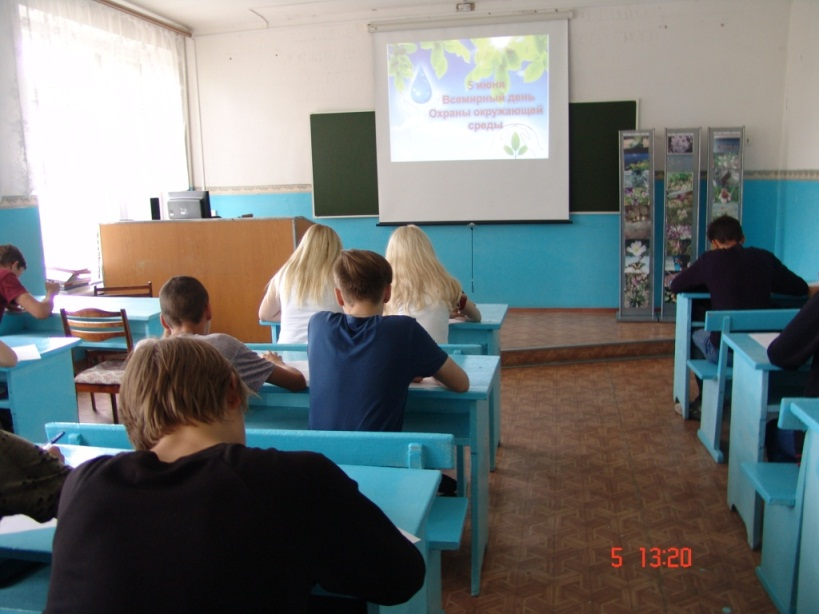 5 июня
Всемирный день
Охраны окружающей
среды
5 13:20